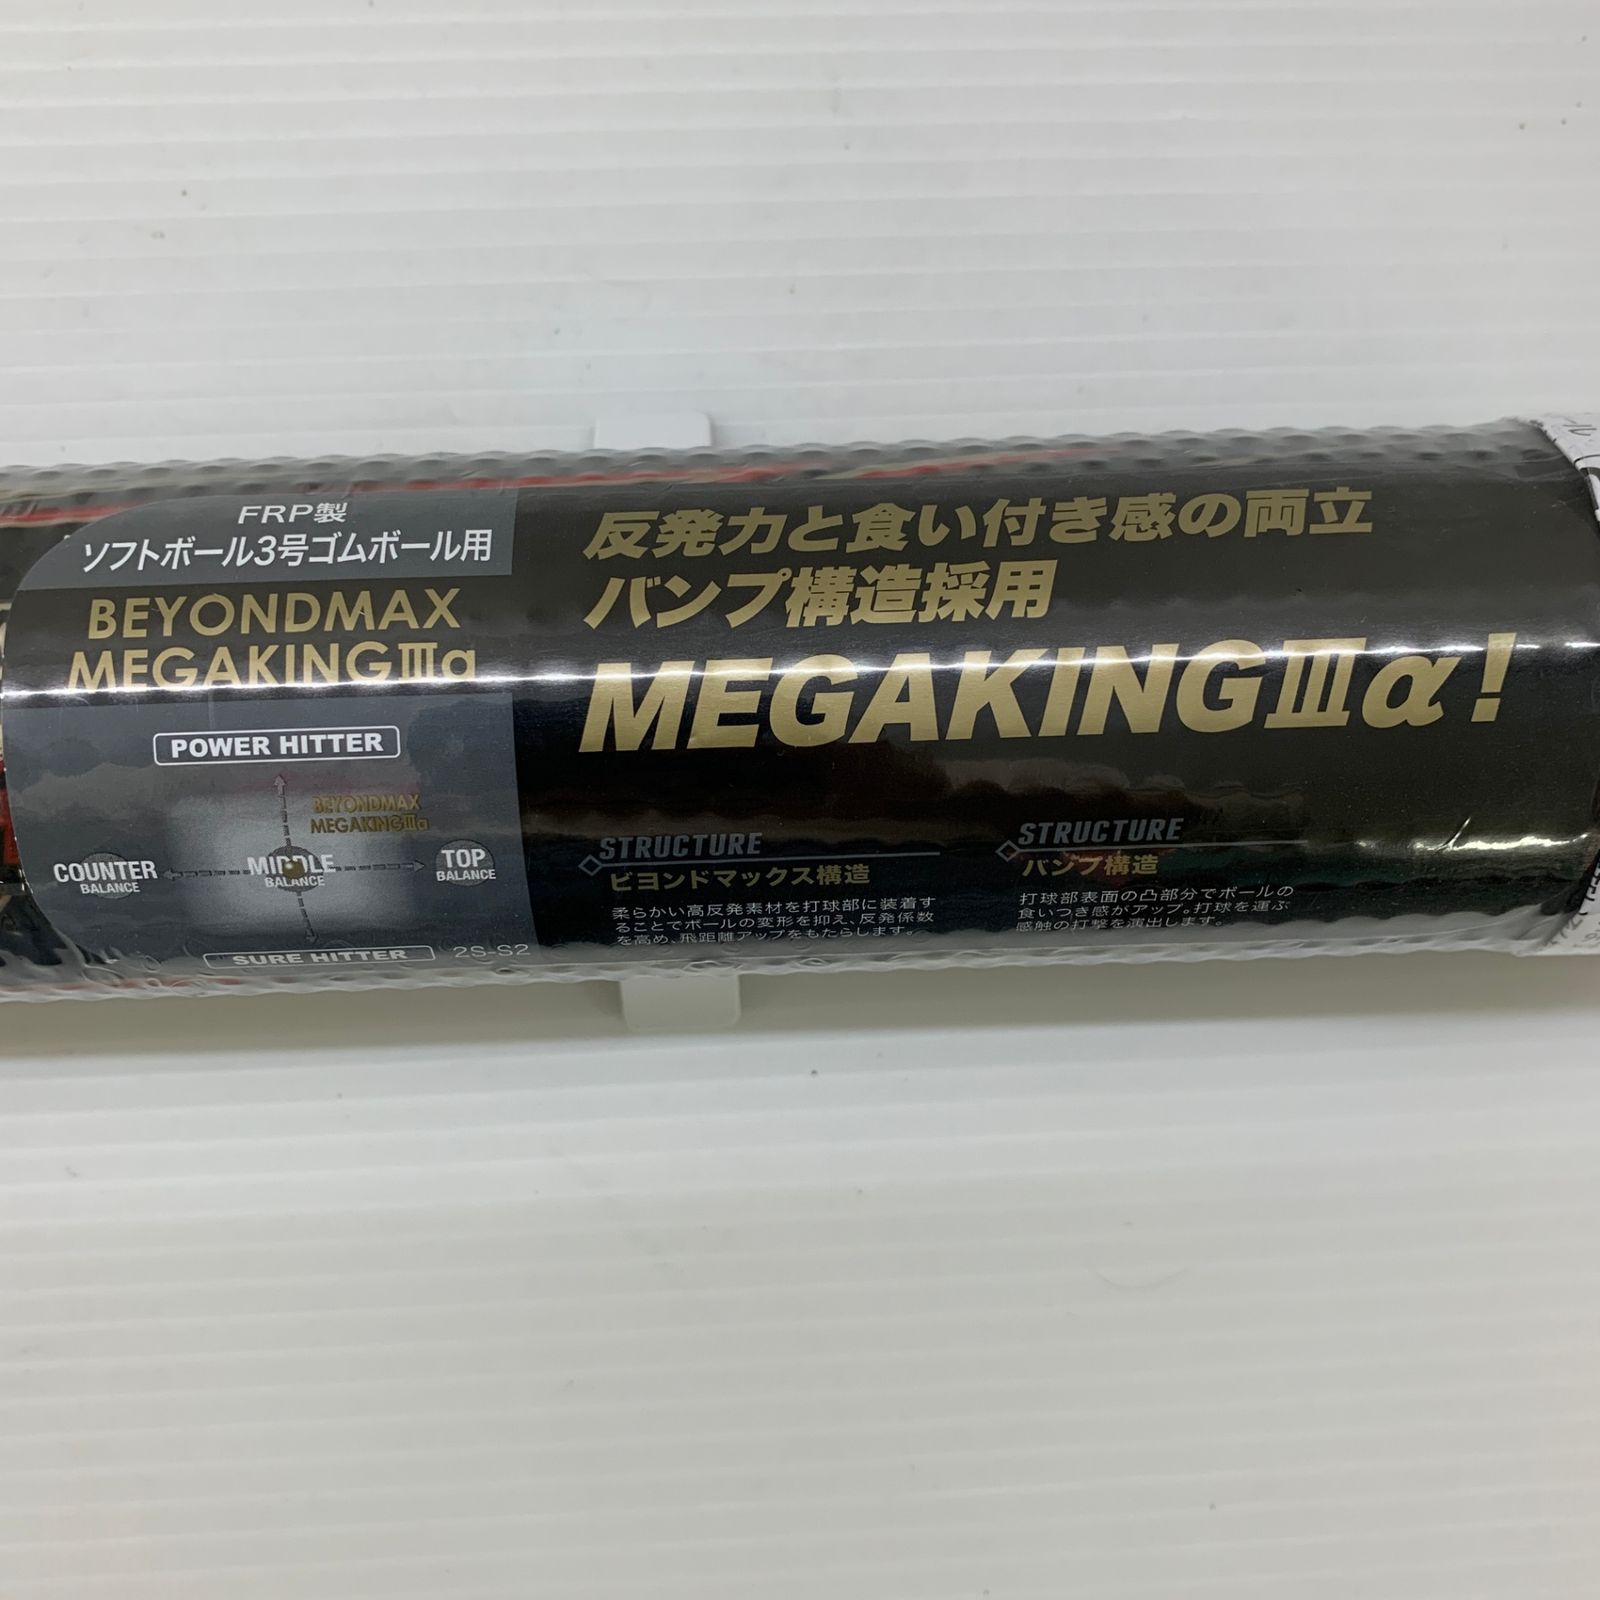 FRP製
ソフトボール3号ゴムボール用
BEYONDMAX
MEGAKINGⅢα
POWER HITTER
BEYONDMAX
MEGAKINGⅢα
COUNTER
BALANCE
MIDDLE
BALANCE
TOP
BALANCE
SURE HITTER
2S-S2
反発力と食い付き感の両立
バンプ構造採用
MEGAKINGⅢα!
STRUCTURE
ビヨンドマックス構造
柔らかい高反発素材を打球部に装着す
ることでボールの変形を抑え、反発係数
を高め、飛距離アップをもたらします。
STRUCTURE
バンプ構造
打球部表面の凸部分でボールの
食いつき感がアップ。打球を運ぶ
感触の打撃を演出します。